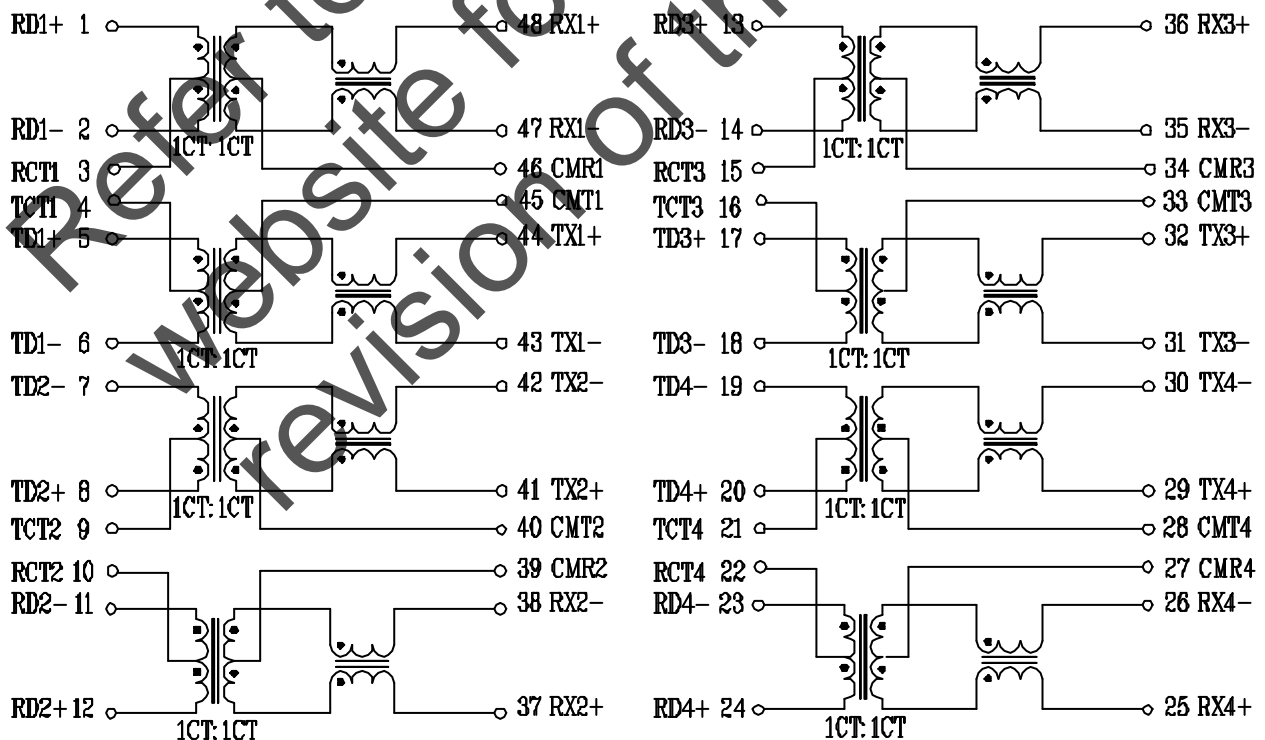 RD1+ 1 48 RX1+
RD1- 2 47 RX1-
1CT:1CT
RCT1 3 46 CMR1
TCT1 4 45 CMT1
TD1+ 5 44 TX1+
TD1- 6 43 TX1-
1CT:1CT
TD2- 7 42 TX2-
TD2+ 8 41 TX2+
1CT:1CT
TCT2 9 40 CMT2
RCT2 10 39 CMR2
RD2- 11 38 RX2-
RD2+ 12 37 RX2+
1CT:1CT
RD3+ 13 36 RX3+
RD3- 14 35 RX3-
1CT:1CT
RCT3 15 34 CMR3
TCT3 16 33 CMT3
TD3+ 17 32 TX3+
TD3- 18 31 TX3-
1CT:1CT
TD4- 19 30 TX4-
TD4+ 20 29 TX4+
1CT:1CT
TCT4 21 28 CMT4
RCT4 22 27 CMR4
RD4- 23 26 RX4-
RD4+ 24 25 RX4+
1CT:1CT
Refer to
website fo
revision of th